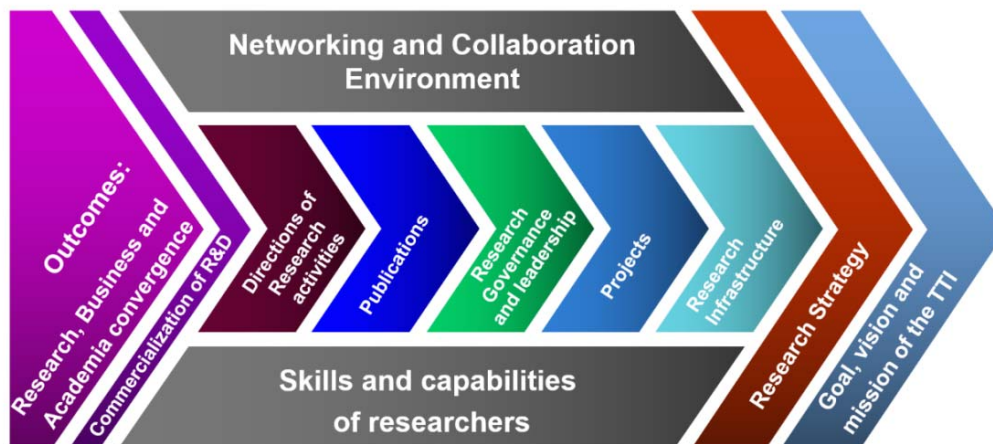 Networking and Collaboration
Environment
Outcomes:
Research, Business and
Academia convergence
Commercialization of R&D
Directions of
Research
activities
Publications
Research
Governance
and leadership
Projects
Research
Infrastructure
Research Strategy
Goal, vision and
mission of the TTI
Skills and capabilities
of researchers